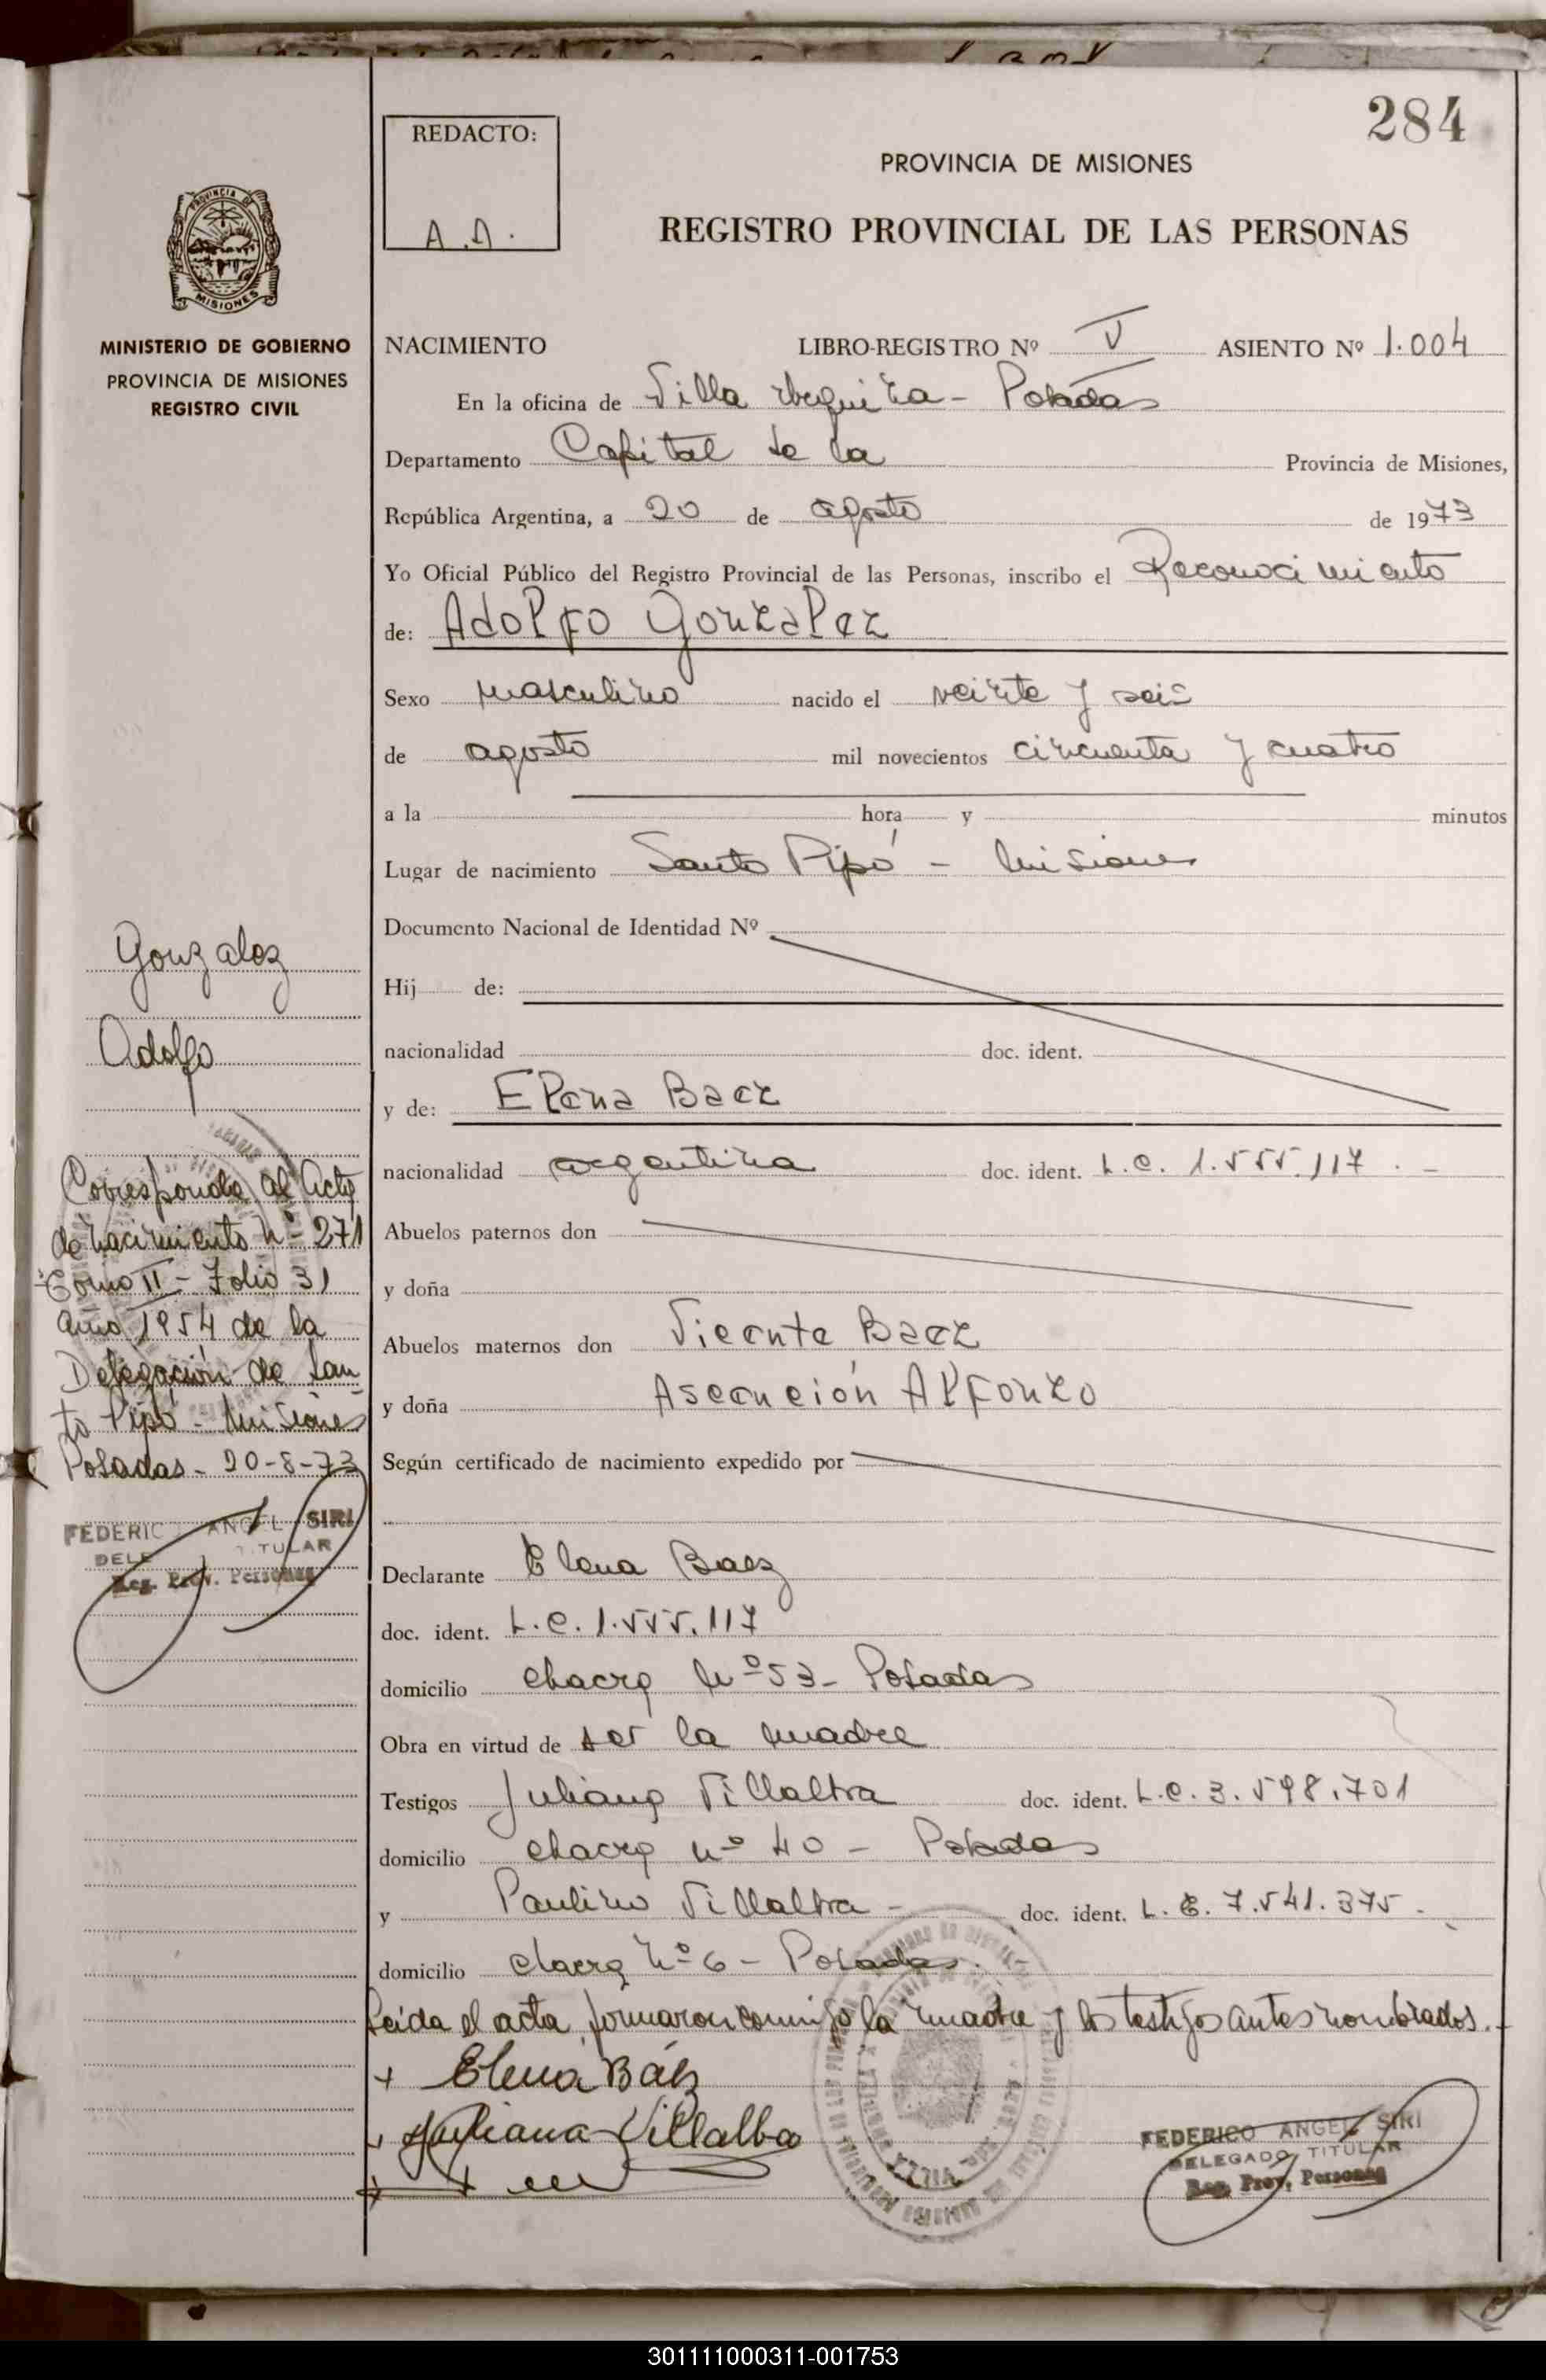 284
REDACTO:
A.A.
PROVINCIA DE MISIONES
REGISTRO PROVINCIAL DE LAS PERSONAS
PROVINCIA DE
MISIONES
MINISTERIO DE GOBIERNO
PROVINCIA DE MISIONES
REGISTRO CIVIL
NACIMIENTO LIBRO-REGISTRO Nº V ASIENTO Nº 1.004
En la oficina de Villa Urquiza - Posadas
Departamento Capital de la Provincia de Misiones,
República Argentina, a 20 de agosto de 1973
Yo Oficial Público del Registro Provincial de las Personas, inscribo el Reconocimiento
de: Adolfo Gonzalez
Sexo masculino nacido el veinte y seis
de agosto mil novecientos cincuenta y cuatro
a la hora y minutos
Lugar de nacimiento Santo Pipó - Misiones
Documento Nacional de Identidad Nº
Hij de:
nacionalidad doc. ident.
y de: Elena Baez
nacionalidad argentina doc. ident. L.C. 1.555.117. -
Abuelos paternos don
y doña
Abuelos maternos don Vicente Baez
y doña Ascención Alfonzo
Según certificado de nacimiento expedido por
Declarante Elena Baez
doc. ident. L.C. 1.555.117
domicilio chacra Nº 53 - Posadas
Obra en virtud de ser la madre
Testigos Juliana Villalba doc. ident. L.C. 3.598.701
domicilio chacra nº 40 - Posadas
y Paulino Villalba - doc. ident. L.E. 7.541.375 -
domicilio chacra Nº 6 - Posadas. -
Leída el acta, firmaron conmigo la madre y los testigos antes nombrados. -
+ Elena Báez
+ Juliana Villalba
+
FEDERICO ANGEL SIRI
DELEGADO TITULAR
Reg. Prov. Personas
Gonzalez
Adolfo
Corresponde al Acta
de nacimiento nº 271
Tomo II - Folio 31
año 1954 de la
Delegación de San
to Pipó - Misiones
Posadas - 20-8-73
FEDERIC ANGEL SIRI
DELE TITULAR
Reg. Prov. Personas
301111000311-001753